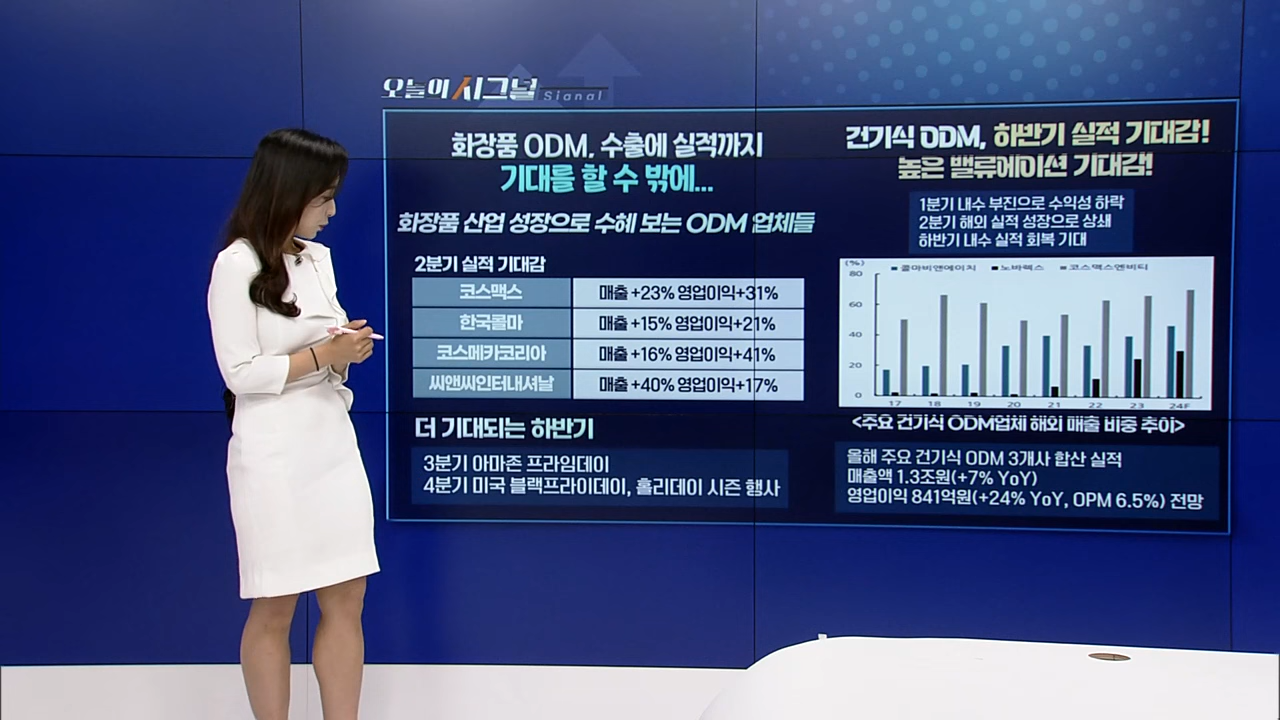 오늘의 시그널
Signal
화장품 ODM, 수출에 실적까지
기대를 할 수 밖에...
화장품 산업 성장으로 수혜 보는 ODM 업체들
2분기 실적 기대감
코스맥스 매출 +23% 영업이익+31%
한국콜마 매출 +15% 영업이익+21%
코스메카코리아 매출 +16% 영업이익+41%
씨앤씨인터내셔날 매출 +40% 영업이익+17%
더 기대되는 하반기
3분기 아마존 프라임데이
4분기 미국 블랙프라이데이, 홀리데이 시즌 행사
건기식 ODM, 하반기 실적 기대감!
높은 밸류에이션 기대감!
1분기 내수 부진으로 수익성 하락
2분기 해외 실적 성장으로 상쇄
하반기 내수 실적 회복 기대
(%)
콜마비앤에이치 노바렉스 코스맥스엔비티
80
60
40
20
0
17 18 19 20 21 22 23 24F
<주요 건기식 ODM업체 해외 매출 비중 추이>
올해 주요 건기식 ODM 3개사 합산 실적
매출액 1.3조원(+7% YoY)
영업이익 841억원(+24% YoY, OPM 6.5%) 전망